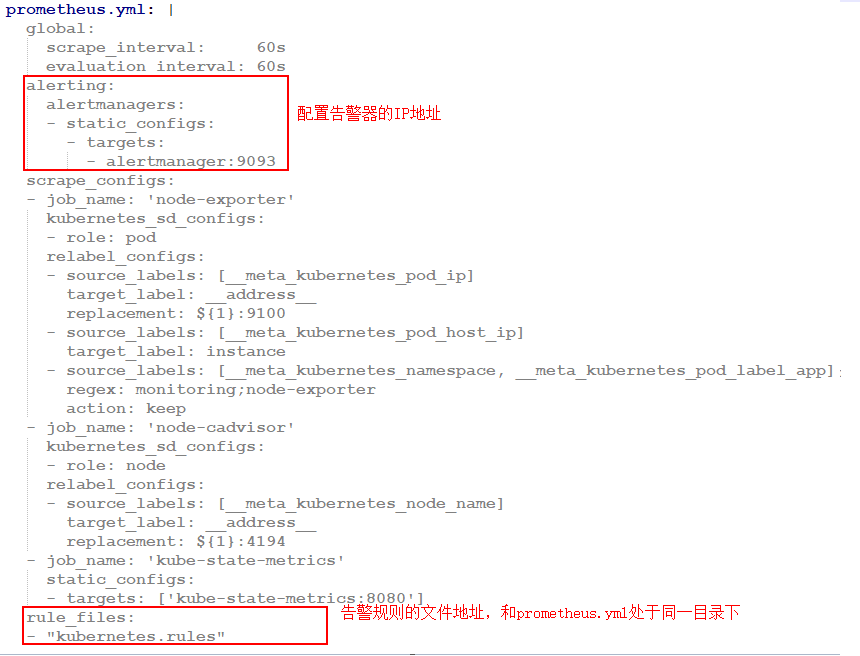 prometheus.yml: |
global:
scrape_interval:     60s
evaluation interval: 60s
alerting:
alertmanagers:
- static_configs:
- targets:
- alertmanager:9093
配置告警器的IP地址
scrape_configs:
- job_name: 'node-exporter'
kubernetes_sd_configs:
- role: pod
relabel_configs:
- source_labels: [__meta_kubernetes_pod_ip]
target_label: __address__
replacement: ${1}:9100
- source_labels: [__meta_kubernetes_pod_host_ip]
target_label: instance
- source_labels: [__meta_kubernetes_namespace, __meta_kubernetes_pod_label_app];
regex: monitoring;node-exporter
action: keep
- job_name: 'node-cadvisor'
kubernetes_sd_configs:
- role: node
relabel_configs:
- source_labels: [__meta_kubernetes_node_name]
target_label: __address__
replacement: ${1}:4194
- job_name: 'kube-state-metrics'
static_configs:
- targets: ['kube-state-metrics:8080']
rule_files:
- "kubernetes.rules"
告警规则的文件地址，和prometheus.yml处于同一目录下